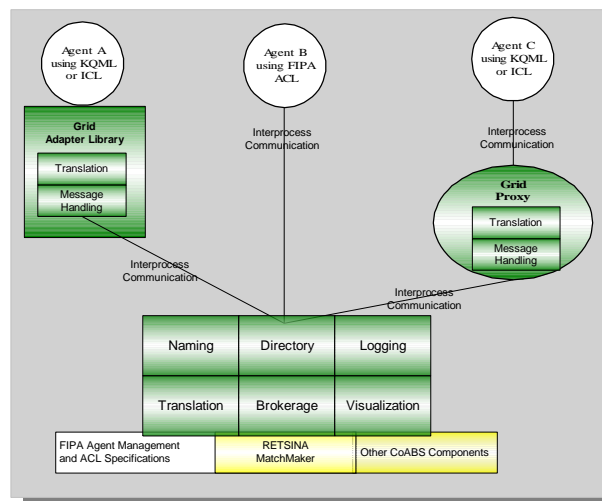 Agent A
using KQML
or ICL
Agent B
using FIPA
ACL
Agent C
using KQML
or ICL
Grid
Adapter Library
Translation
Message
Handling
Interprocess
Communication
Interprocess
Communication
Grid
Proxy
Translation
Message
Handling
Interprocess
Communication
Interprocess
Communication
Naming
Directory
Logging
Translation
Brokerage
Visualization
FIPA Agent Management
and ACL Specifications
RETSINA
MatchMaker
Other CoABS Components